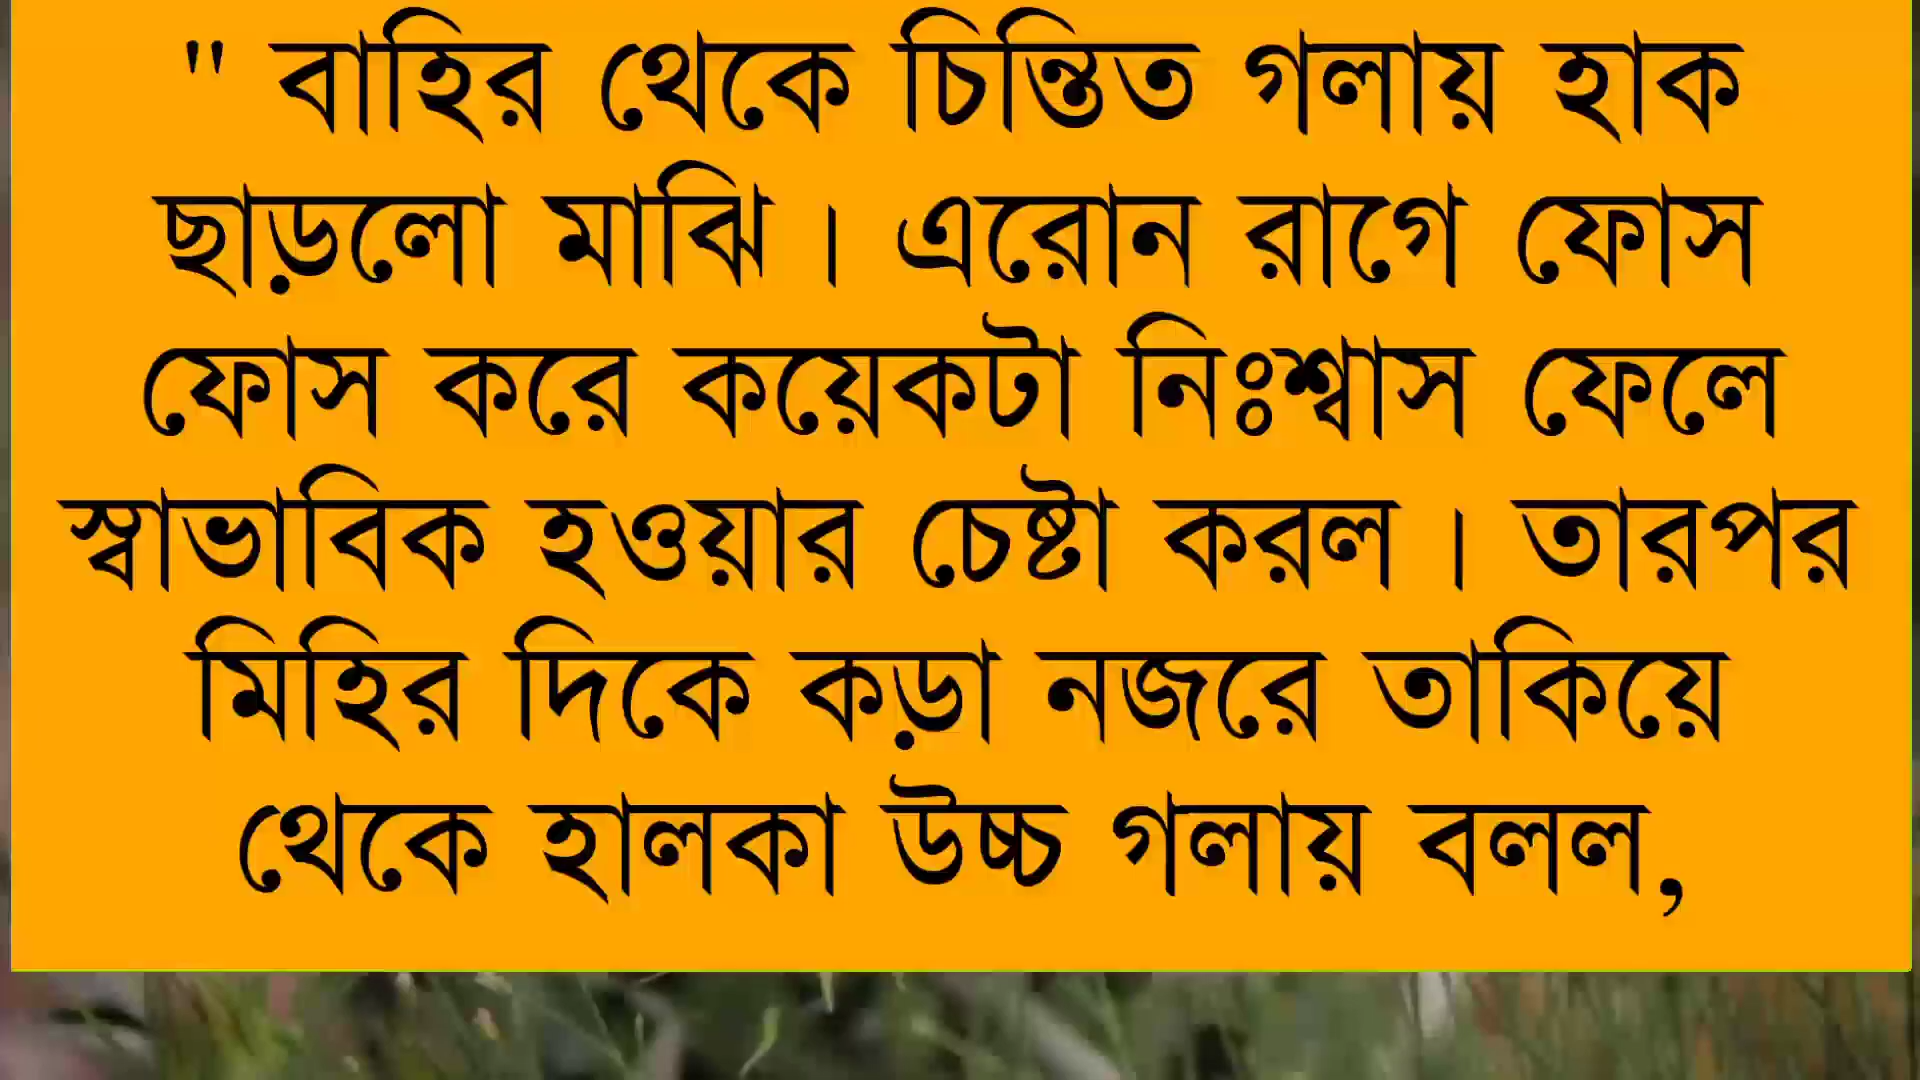 " বাহির থেকে চিন্তিত গলায় হাক
ছাড়লো মাঝি । এরোন রাগে ফোস
ফোস করে কয়েকটা নিঃশ্বাস ফেলে
স্বাভাবিক হওয়ার চেষ্টা করল । তারপর
মিহির দিকে কড়া নজরে তাকিয়ে
থেকে হালকা উচ্চ গলায় বলল,